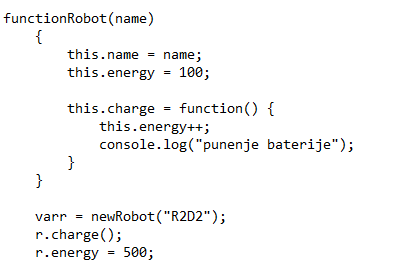 functionRobot(name)
{
this.name = name;
this.energy = 100;
this.charge = function() {
this.energy++;
console.log("punenje baterije");
}
}
varr = newRobot("R2D2");
r.charge();
r.energy = 500;